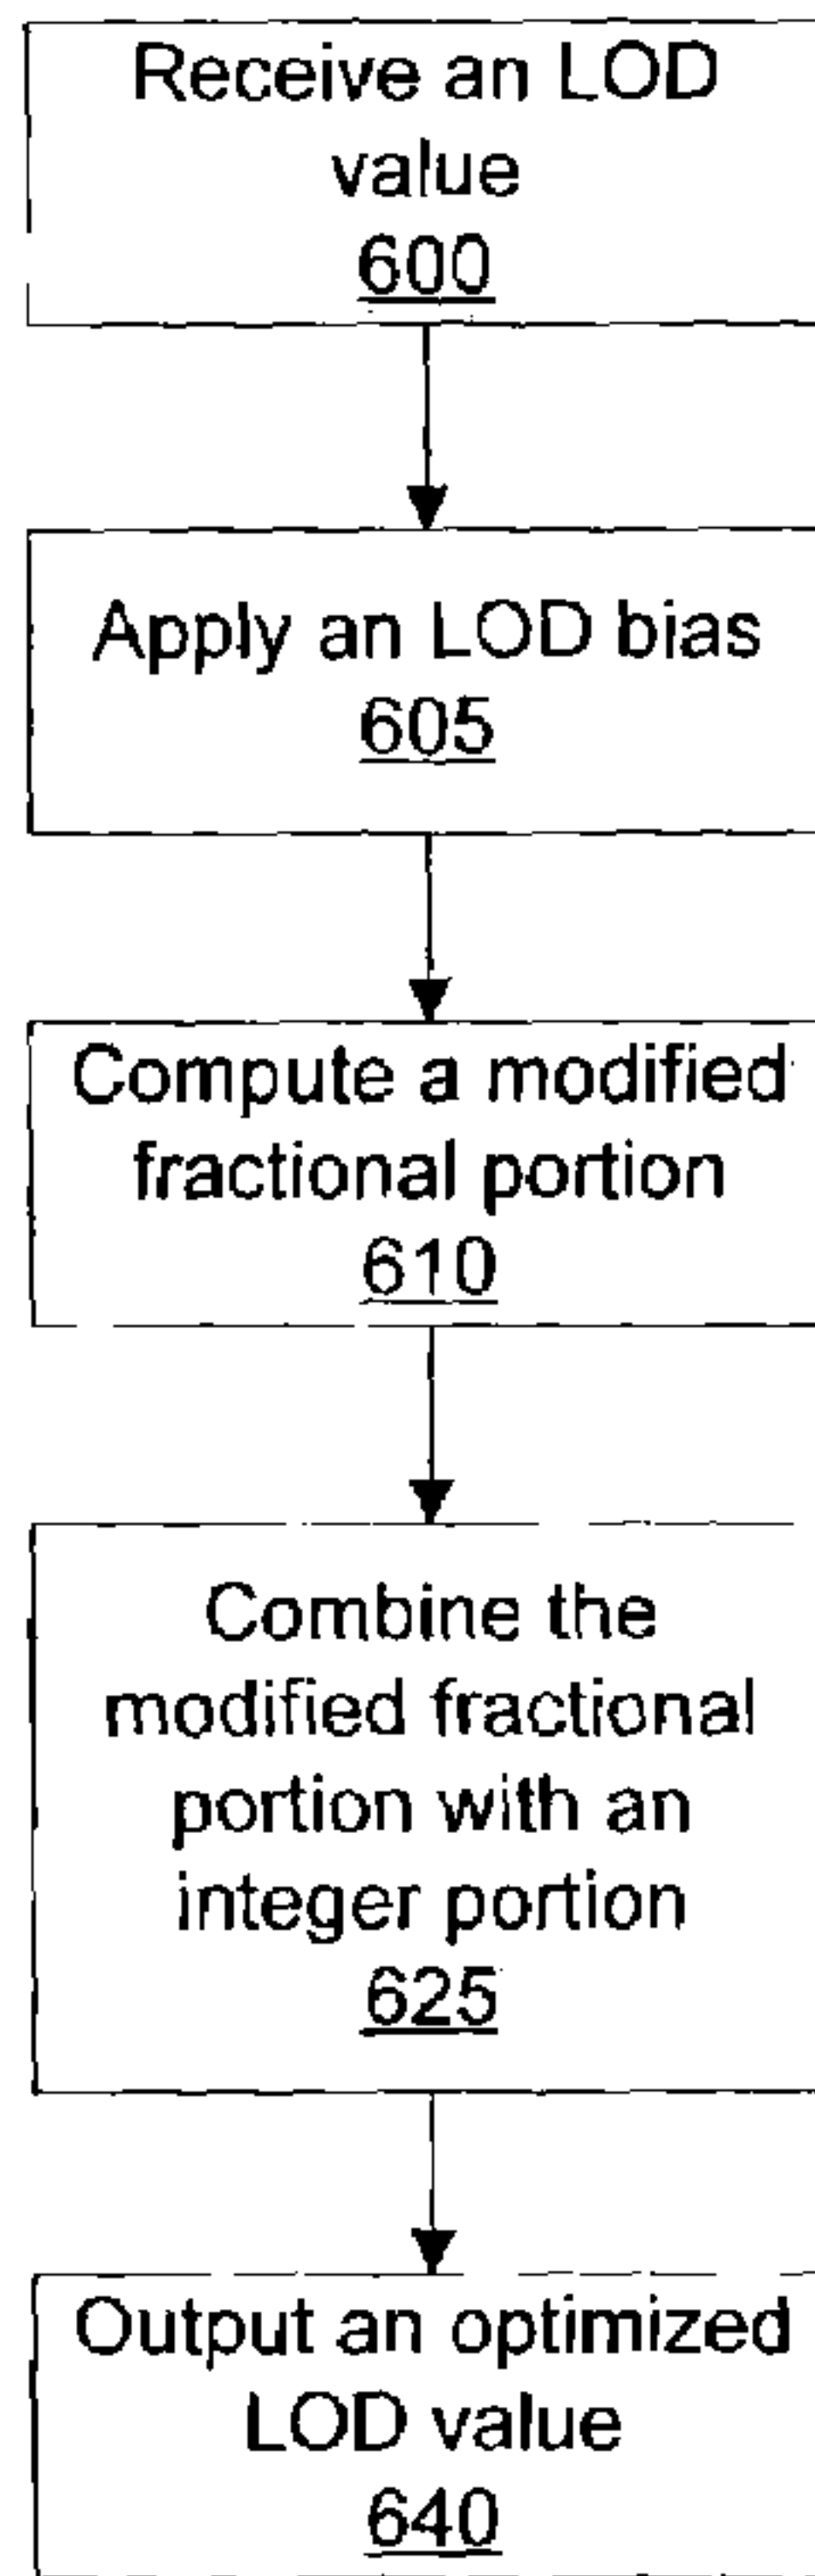 Receive an LOD
value
600
Apply an LOD bias
605
Compute a modified
fractional portion
610
Combine the
modified fractional
portion with an
integer portion
625
Output an optimized
LOD value
640